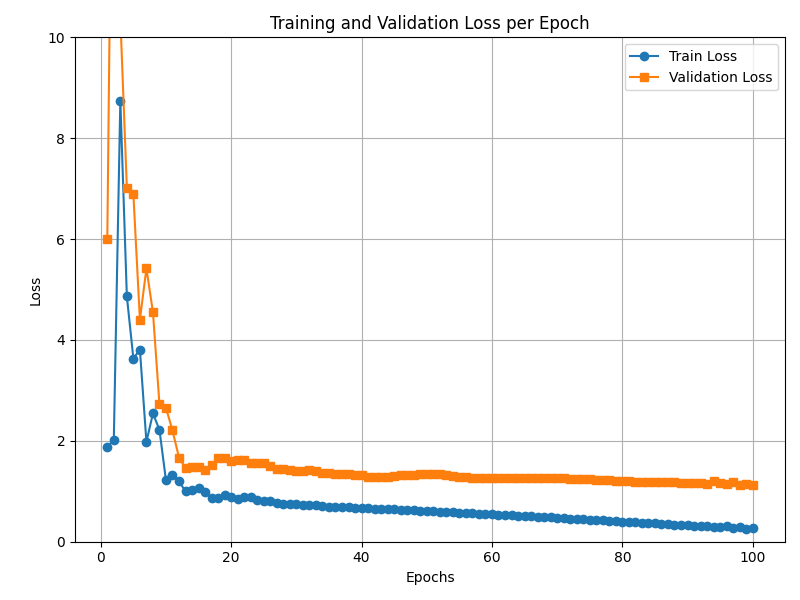 Training and Validation Loss per Epoch
Train Loss
Validation Loss
10
8
6
4
2
0
Loss
0 20 40 60 80 100
Epochs